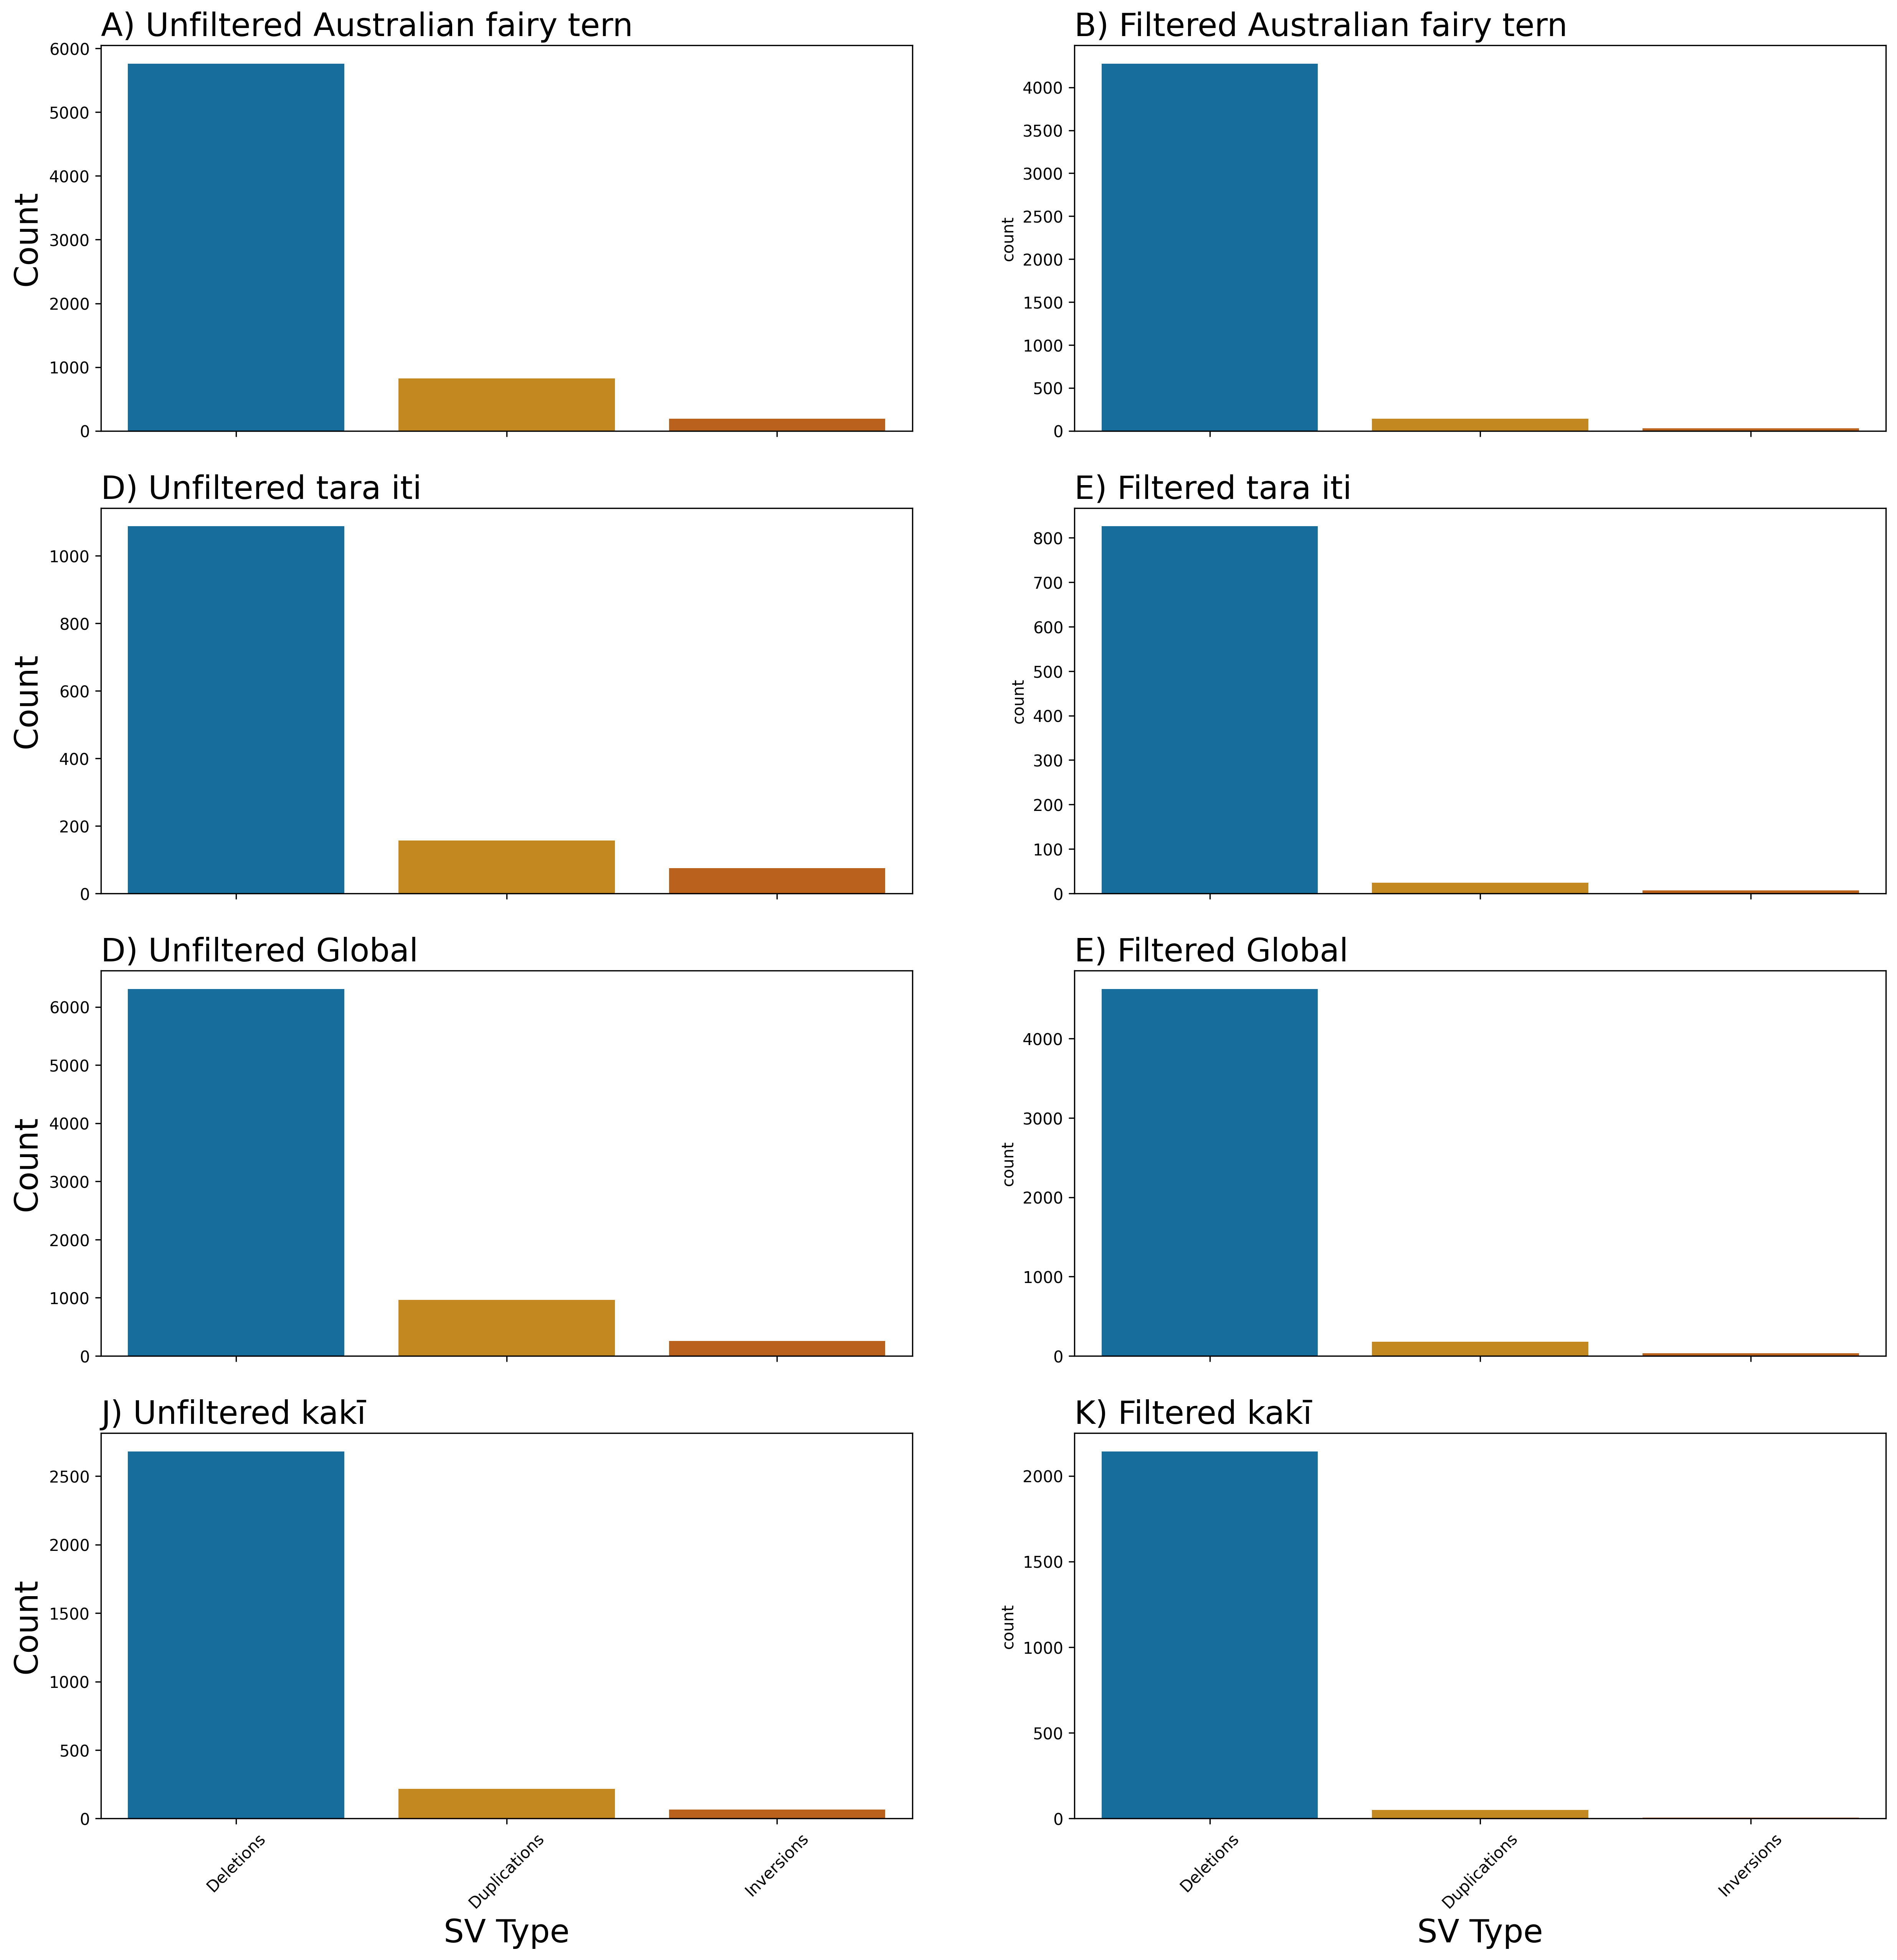 A) Unfiltered Australian fairy tern
6000
5000
4000
3000
2000
1000
0
Count
B) Filtered Australian fairy tern
4000
3500
3000
2500
2000
1500
1000
500
0
count
D) Unfiltered tara iti
1000
800
600
400
200
0
Count
E) Filtered tara iti
800
700
600
500
400
300
200
100
0
count
D) Unfiltered Global
6000
5000
4000
3000
2000
1000
0
Count
E) Filtered Global
4000
3000
2000
1000
0
count
J) Unfiltered kakī
2500
2000
1500
1000
500
0
Count
Deletions
Duplications
Inversions
SV Type
K) Filtered kakī
2000
1500
1000
500
0
count
Deletions
Duplications
Inversions
SV Type